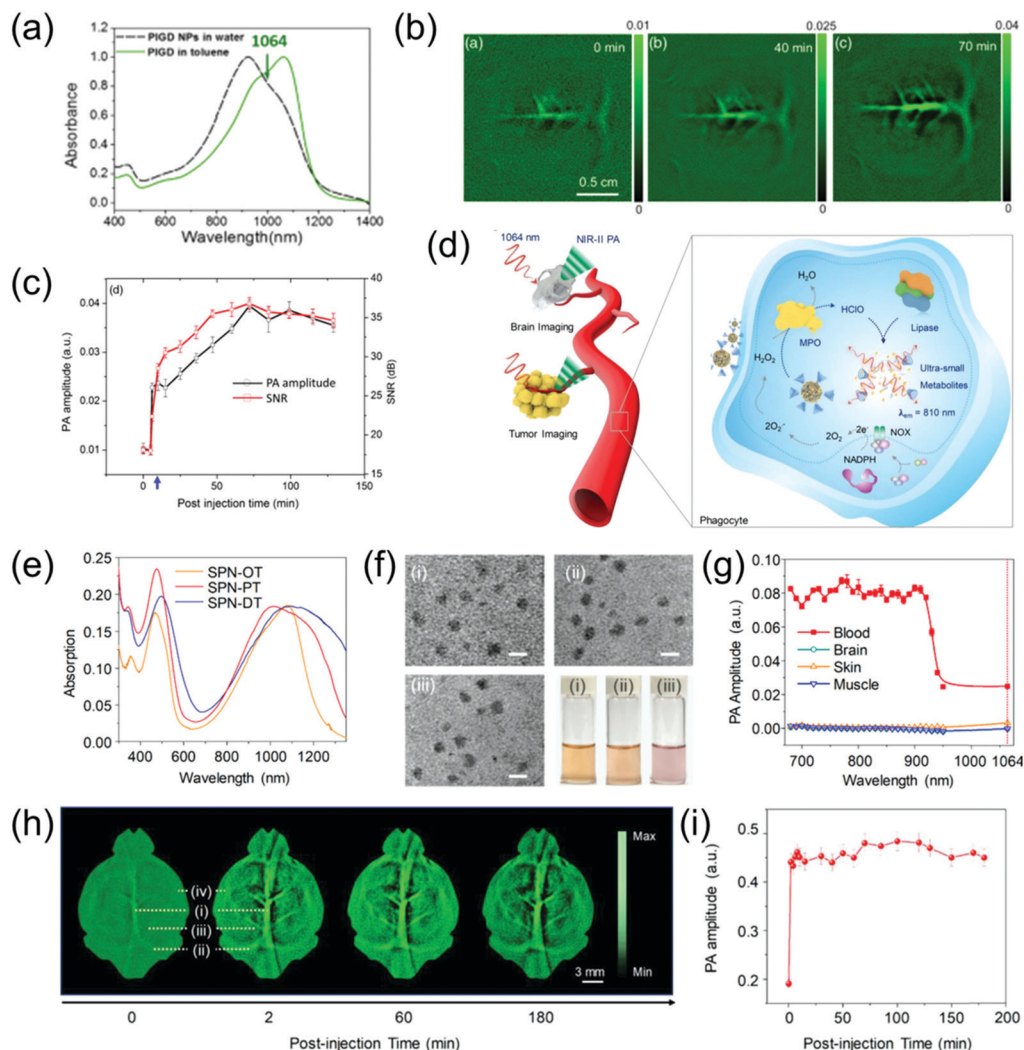 (a)
PIGD NPs in water
PIGD in toluene
1064
Absorbance
1.2
1.0
0.8
0.6
0.4
0.2
0.0
400 600 800 1000 1200 1400
Wavelength(nm)
(b)
(a) 0 min
0.01
0
0.5 cm
(b) 40 min
0.025
0
(c) 70 min
0.04
0
(c)
(d)
PA amplitude (a.u.)
0.04
0.03
0.02
0.01
SNR (dB)
40
35
30
25
20
15
PA amplitude
SNR
0 50 100 150
Post injection time (min)
(d)
1064 nm
NIR-II PA
Brain Imaging
Tumor Imaging
H₂O
HClO
MPO
Lipase
H₂O₂
Ultra-small
Metabolites
λem = 810 nm
2O₂⁻
2O₂
2e⁻
NOX
NADPH
Phagocyte
(e)
SPN-OT
SPN-PT
SPN-DT
Absorption
0.25
0.20
0.15
0.10
0.05
0.00
400 600 800 1000 1200
Wavelength (nm)
(f)
(i)
(ii)
(iii)
(i) (ii) (iii)
(g)
PA Amplitude (a.u.)
0.10
0.08
0.06
0.04
0.02
0.00
Blood
Brain
Skin
Muscle
700 800 900 1000 1064
Wavelength (nm)
(h)
(iv)
(i)
(iii)
(ii)
Max
Min
3 mm
0 2 60 180
Post-injection Time (min)
(i)
PA amplitude (a.u.)
0.5
0.4
0.3
0.2
0 50 100 150 200
Post-injection Time (min)